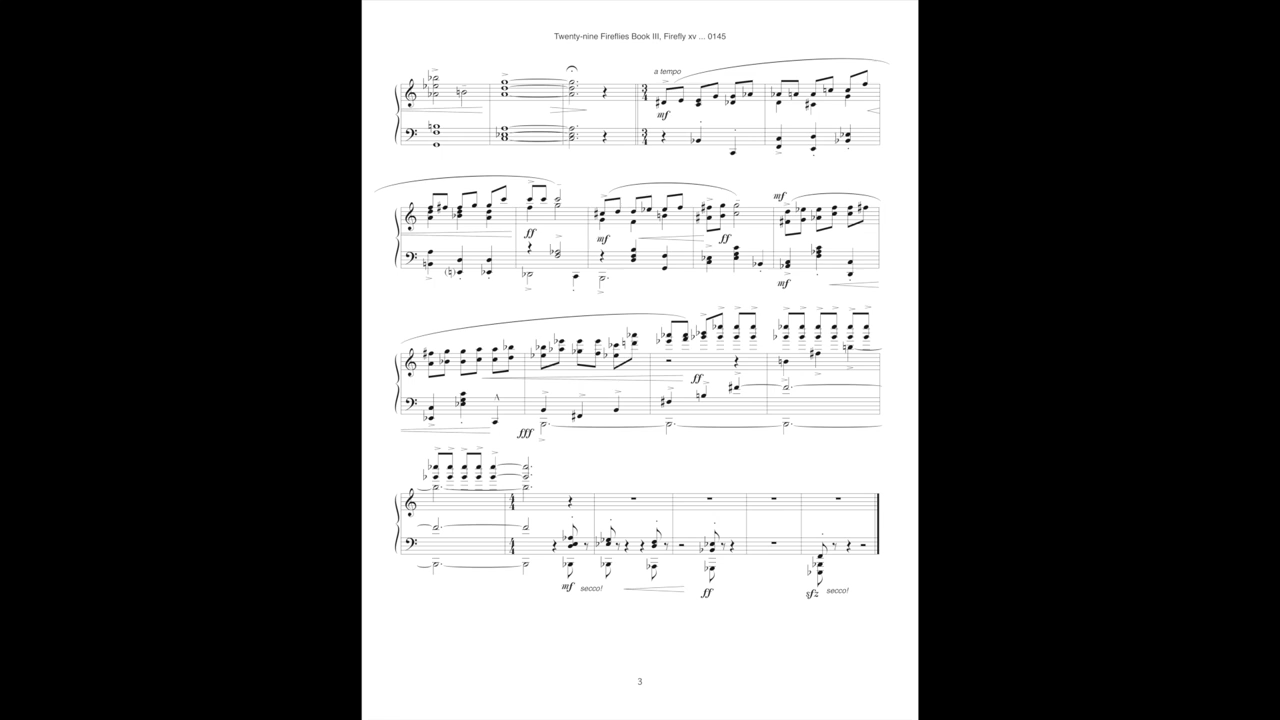 Twenty-nine Fireflies Book III, Firefly xv ... 0145
a tempo
mf
ff
mf
ff
mf
mf
ff
fff
mf secco!
ff
sfz secco!
3